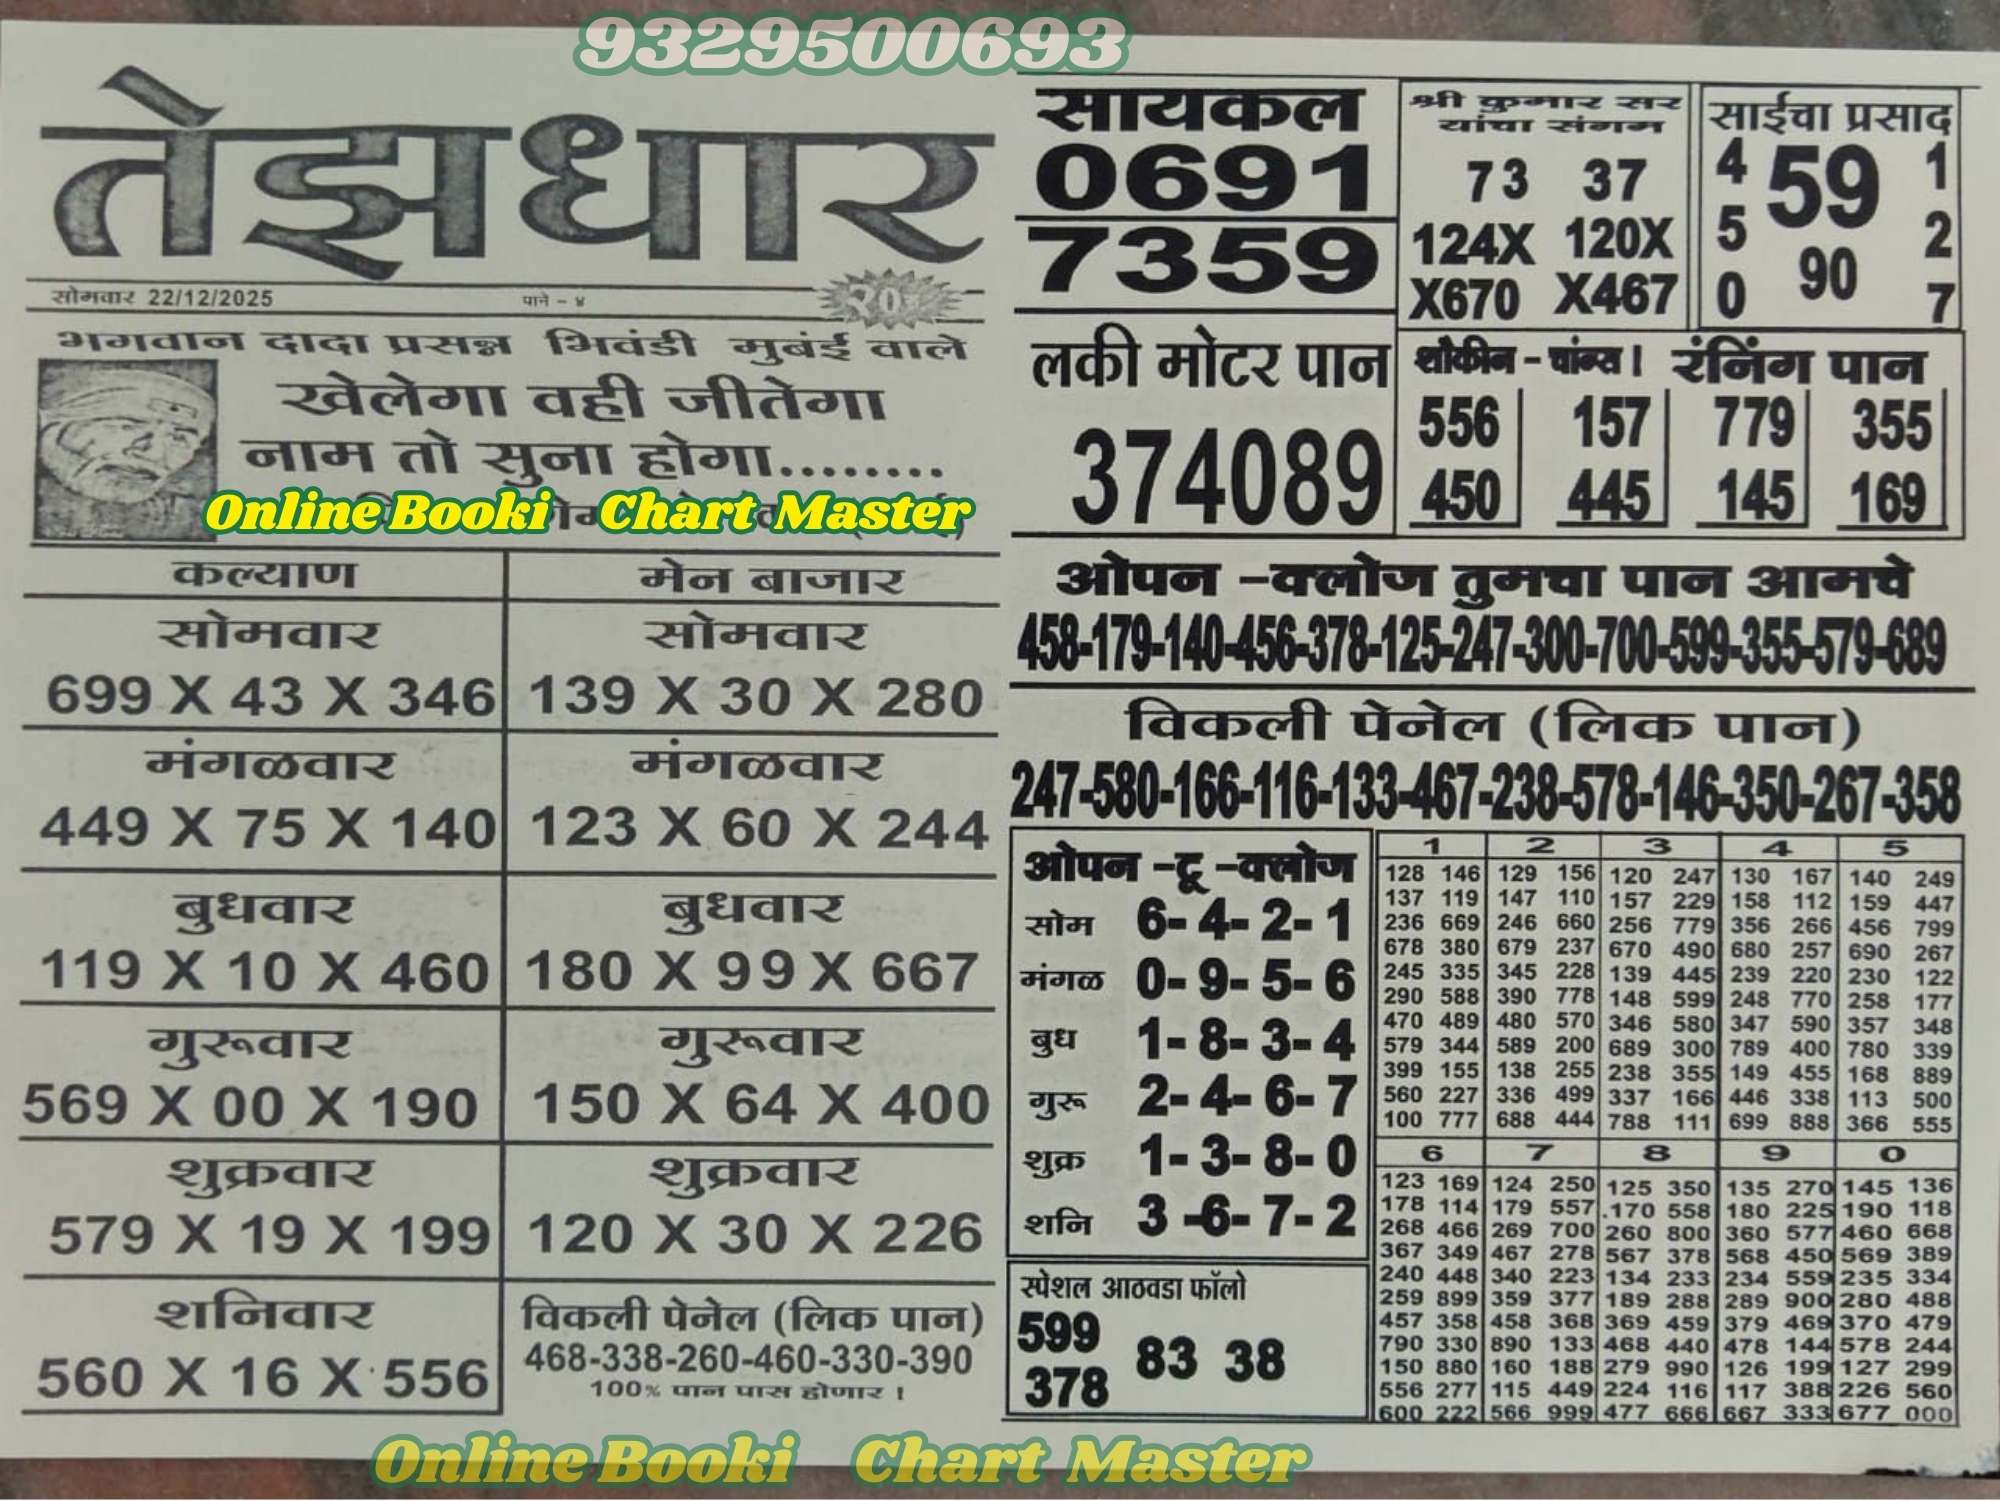 9329500693
तेझधार
सोमवार 22/12/2025 पाने - ४ २०
भगवान दादा प्रसन्न भिवंडी मुबंई वाले
खेलेगा वही जीतेगा
नाम तो सुना होगा........
Online Booki Chart Master
कल्याण
सोमवार
699 X 43 X 346
मंगळवार
449 X 75 X 140
बुधवार
119 X 10 X 460
गुरूवार
569 X 00 X 190
शुक्रवार
579 X 19 X 199
शनिवार
560 X 16 X 556
मेन बाजार
सोमवार
139 X 30 X 280
मंगळवार
123 X 60 X 244
बुधवार
180 X 99 X 667
गुरूवार
150 X 64 X 400
शुक्रवार
120 X 30 X 226
विकली पेनेल (लिक पान)
468-338-260-460-330-390
100% पान पास होणार !
सायकल
0691
7359
श्री कुमार सर
यांचा संगम
73 37
124X 120X
X670 X467
साईचा प्रसाद
4 59 1
5 2
0 90 7
लकी मोटर पान
374089
शौकीन - चांन्स। रंनिंग पान
556 157 779 355
450 445 145 169
ओपन -क्लोज तुमचा पान आमचे
458-179-140-456-378-125-247-300-700-599-355-579-689
विकली पेनेल (लिक पान)
247-580-166-116-133-467-238-578-146-350-267-358
ओपन -टू -क्लोज
सोम 6- 4- 2- 1
मंगळ 0- 9- 5- 6
बुध 1- 8- 3- 4
गुरू 2- 4- 6- 7
शुक्र 1- 3- 8- 0
शनि 3 -6- 7- 2
स्पेशल आठवडा फॉलो
599 83 38
378
1 2 3 4 5
128 146 129 156 120 247 130 167 140 249
137 119 147 110 157 229 158 112 159 447
236 669 246 660 256 779 356 266 456 799
678 380 679 237 670 490 680 257 690 267
245 335 345 228 139 445 239 220 230 122
290 588 390 778 148 599 248 770 258 177
470 489 480 570 346 580 347 590 357 348
579 344 589 200 689 300 789 400 780 339
399 155 138 255 238 355 149 455 168 889
560 227 336 499 337 166 446 338 113 500
100 777 688 444 788 111 699 888 366 555
6 7 8 9 0
123 169 124 250 125 350 135 270 145 136
178 114 179 557 170 558 180 225 190 118
268 466 269 700 260 800 360 577 460 668
367 349 467 278 567 378 568 450 569 389
240 448 340 223 134 233 234 559 235 334
259 899 359 377 189 288 289 900 280 488
457 358 458 368 369 459 379 469 370 479
790 330 890 133 468 440 478 144 578 244
150 880 160 188 279 990 126 199 127 299
556 277 115 449 224 116 117 388 226 560
600 222 566 999 477 666 667 333 677 000
Online Booki Chart Master